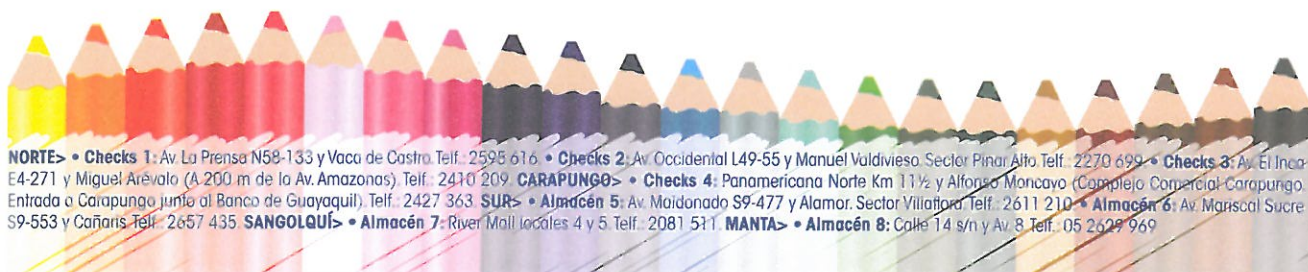 NORTE> • Checks 1: Av. La Prensa N58-133 y Vaca de Castro. Telf.: 2595 616 • Checks 2: Av. Occidental L49-55 y Manuel Valdivieso. Sector Pinar Alto. Telf.: 2270 699 • Checks 3: Av. El Inca
E4-271 y Miguel Arévalo (A 200 m de la Av. Amazonas). Telf.: 2410 209. CARAPUNGO> • Checks 4: Panamericana Norte Km 11½ y Alfonso Moncayo (Complejo Comercial Carapungo.
Entrada a Carapungo junto al Banco de Guayaquil). Telf.: 2427 363. SUR> • Almacén 5: Av. Maldonado S9-477 y Alamor. Sector Villaflora. Telf.: 2611 210 • Almacén 6: Av. Mariscal Sucre
S9-553 y Cañaris Telf.: 2657 435. SANGOLQUÍ> • Almacén 7: River Mall locales 4 y 5. Telf.: 2081 511. MANTA> • Almacén 8: Calle 14 s/n y Av. 8 Telf.: 05 2629 969